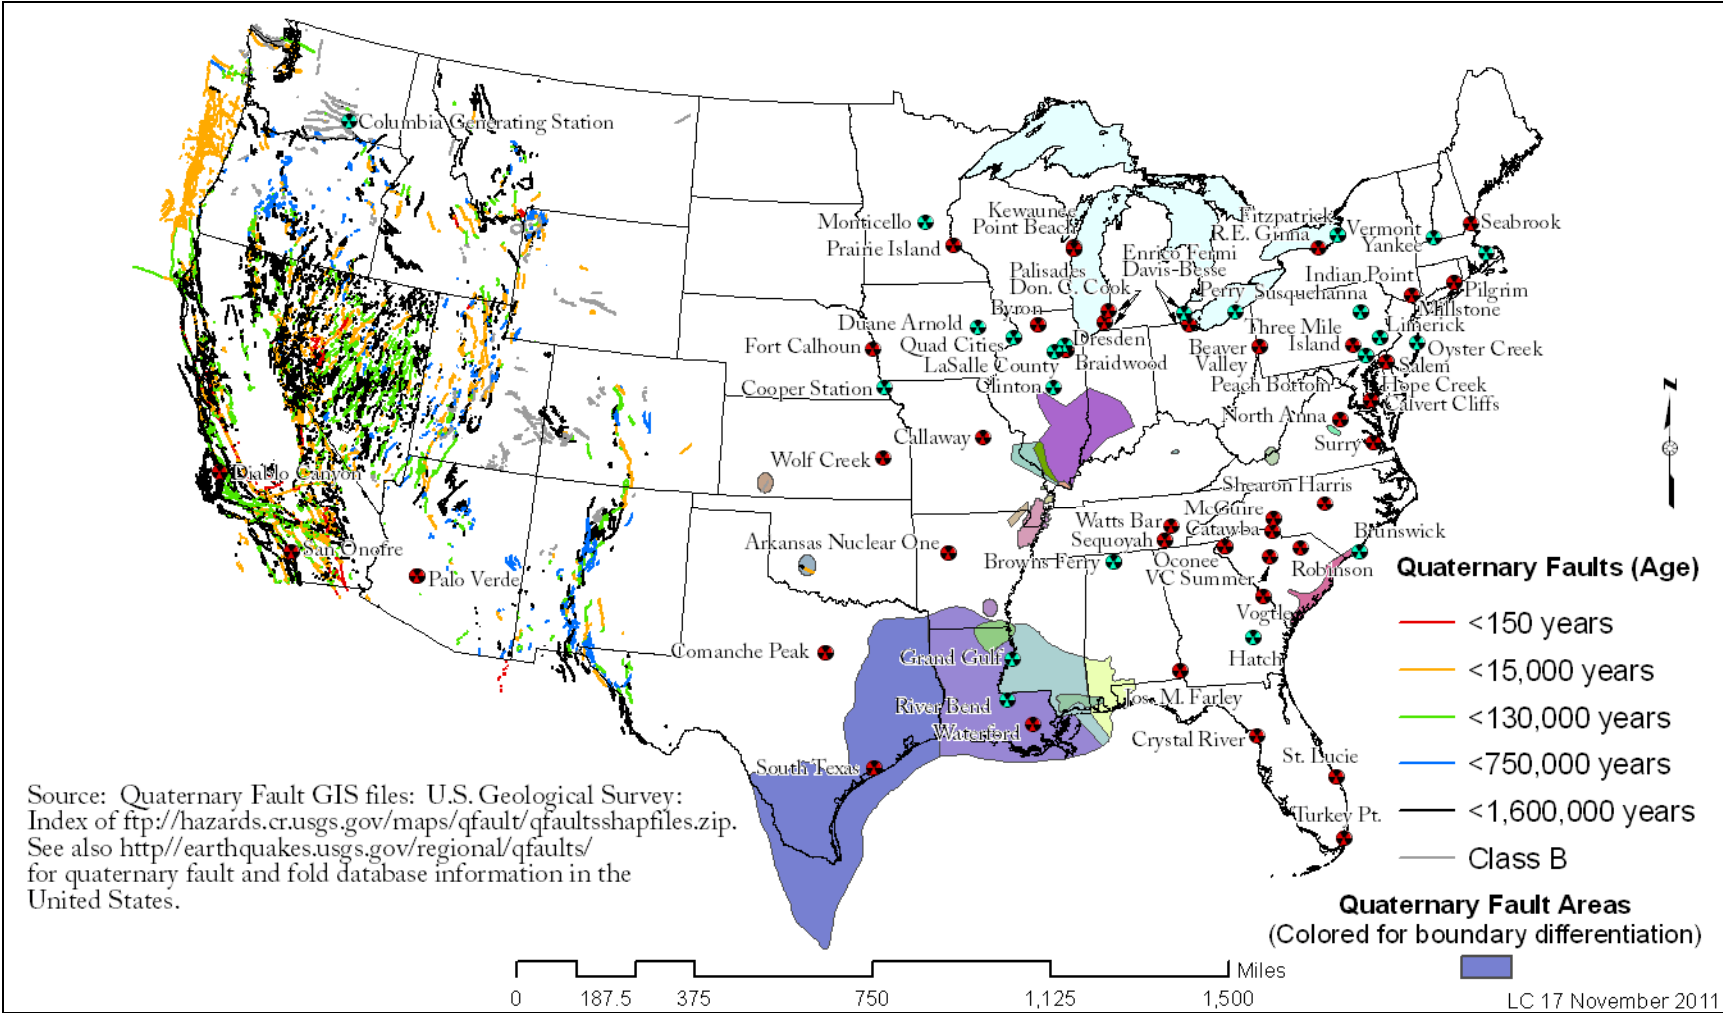 Columbia Generating Station
Monticello
Prairie Island
Kewaunee
Point Beach
Fitzpatrick
R.E. Ginna
Vermont
Yankee
Seabrook
Enrico Fermi
Davis-Besse
Palisades
Don. C. Cook
Perry
Susquehanna
Indian Point
Pilgrim
Millstone
Byron
Duane Arnold
Quad Cities
Dresden
Fort Calhoun
LaSalle County
Braidwood
Beaver
Valley
Three Mile
Island
Limerick
Oyster Creek
Salem
Cooper Station
Clinton
Peach Bottom
Hope Creek
Calvert Cliffs
North Anna
Callaway
Surry
Wolf Creek
Diablo Canyon
Shearon Harris
McGuire
Catawba
Watts Bar
Sequoyah
Brunswick
San Onofre
Palo Verde
Arkansas Nuclear One
Browns Ferry
Oconee
VC Summer
Robinson
Vogtle
Hatch
Comanche Peak
Grand Gulf
River Bend
Waterford
Jos. M. Farley
Crystal River
St. Lucie
South Texas
Turkey Pt.
Quaternary Faults (Age)
<150 years
<15,000 years
<130,000 years
<750,000 years
<1,600,000 years
Class B
Quaternary Fault Areas
(Colored for boundary differentiation)
Source: Quaternary Fault GIS files: U.S. Geological Survey:
Index of ftp://hazards.cr.usgs.gov/maps/qfault/qfaultsshapfiles.zip.
See also http//earthquakes.usgs.gov/regional/qfaults/
for quaternary fault and fold database information in the
United States.
Miles
0 187.5 375 750 1,125 1,500
LC 17 November 2011
N